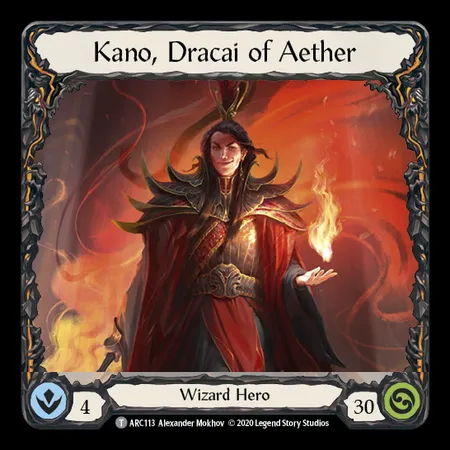 Kano, Dracai of Aether
Wizard Hero
4
30
T ARC113 Alexander Mokhov © 2020 Legend Story Studios